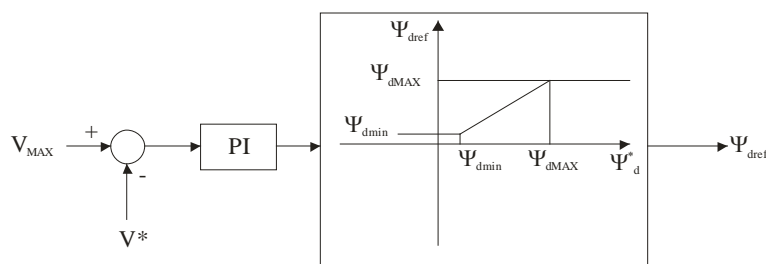 Ψdref
ΨdMAX
Ψdmin
VMAX
+
-
PI
Ψdmin
ΨdMAX
Ψ*d
Ψdref
V*